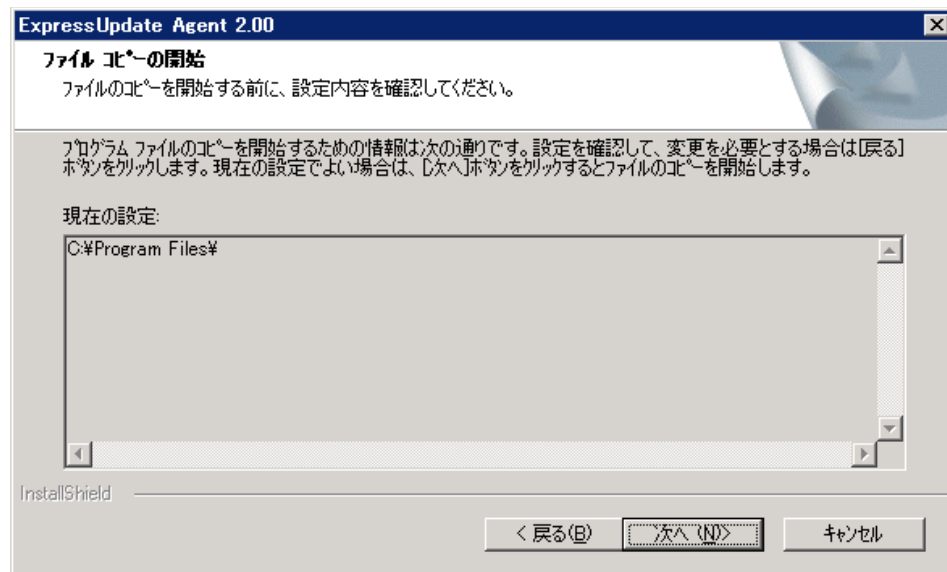 ExpressUpdate Agent 2.00
ファイル コピーの開始
ファイルのコピーを開始する前に、設定内容を確認してください。
プログラム ファイルのコピーを開始するための情報は次の通りです。設定を確認して、変更を必要とする場合は[戻る]
ボタンをクリックします。現在の設定でよい場合は、[次へ]ボタンをクリックするとファイルのコピーを開始します。
現在の設定:
C:¥Program Files¥
InstallShield
< 戻る(B)
次へ (N)>
キャンセル